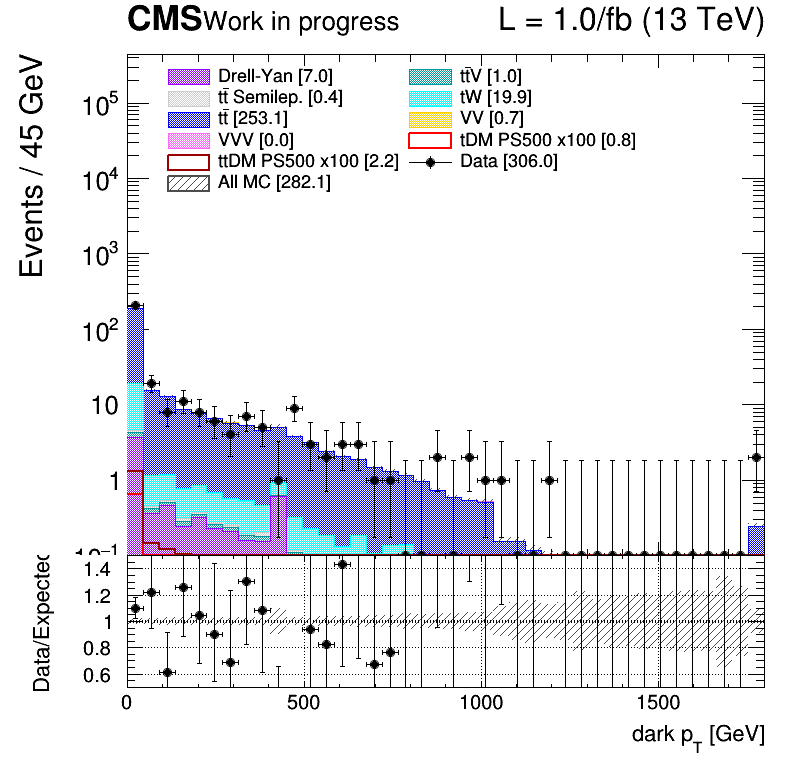 CMS Work in progress L = 1.0/fb (13 TeV)
Events / 45 GeV
Drell-Yan [7.0] tt̄V [1.0]
tt̄ Semilep. [0.4] tW [19.9]
tt̄ [253.1] VV [0.7]
VVV [0.0] tDM PS500 x100 [0.8]
ttDM PS500 x100 [2.2] Data [306.0]
All MC [282.1]
10⁵
10⁴
10³
10²
10
1
10⁻¹
Data/Expected
1.4
1.2
1
0.8
0.6
0 500 1000 1500
dark p_T [GeV]